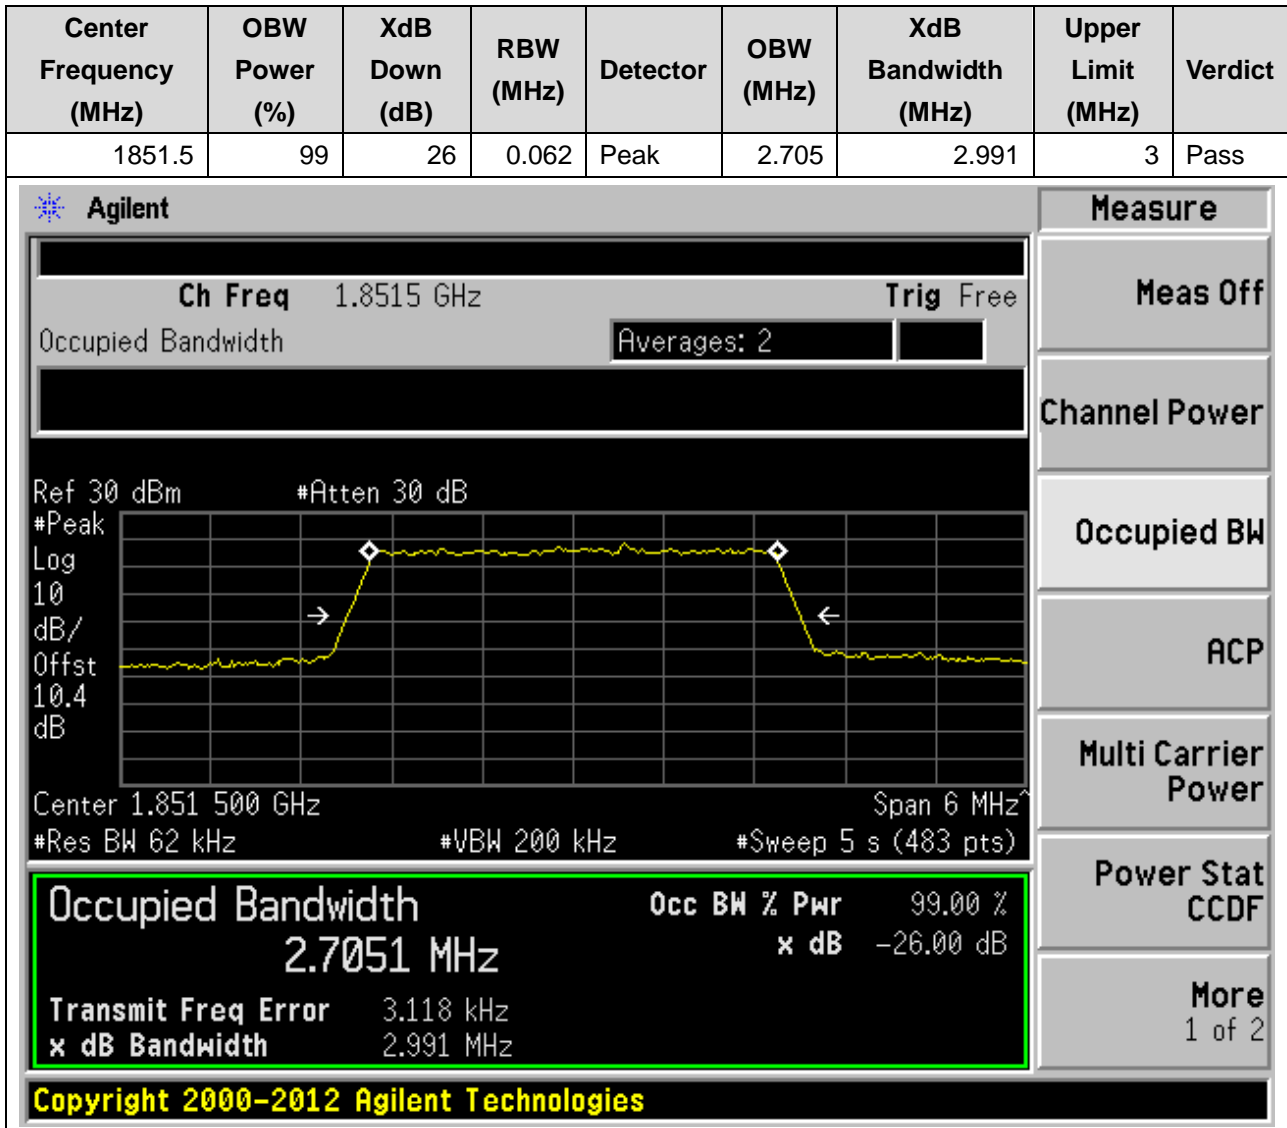 Center Frequency (MHz) OBW Power (%) XdB Down (dB) RBW (MHz) Detector OBW (MHz) XdB Bandwidth (MHz) Upper Limit (MHz) Verdict
1851.5 99 26 0.062 Peak 2.705 2.991 3 Pass
Agilent
Measure
Ch Freq 1.8515 GHz Trig Free
Meas Off
Occupied Bandwidth Averages: 2
Channel Power
Ref 30 dBm #Atten 30 dB
#Peak
Log
10
dB/
Offst
10.4
dB
Occupied BW
ACP
Multi Carrier
Power
Center 1.851 500 GHz Span 6 MHz^
#Res BW 62 kHz #VBW 200 kHz #Sweep 5 s (483 pts)
Power Stat
CCDF
Occupied Bandwidth Occ BW % Pwr 99.00 %
2.7051 MHz x dB -26.00 dB
Transmit Freq Error 3.118 kHz
x dB Bandwidth 2.991 MHz
More
1 of 2
Copyright 2000-2012 Agilent Technologies